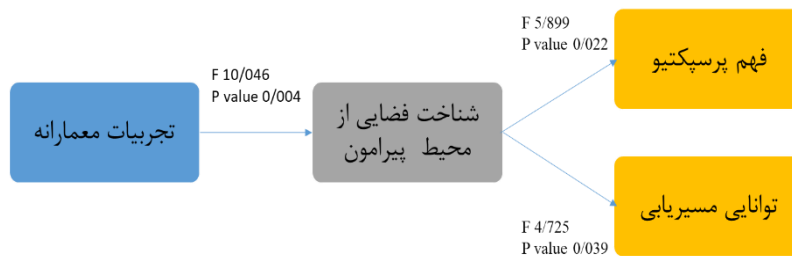 تجربیات معمارانه
F 10/046
P value 0/004
شناخت فضایی از
محیط پیرامون
F 5/899
P value 0/022
فهم پرسپکتیو
F 4/725
P value 0/039
توانایی مسیریابی